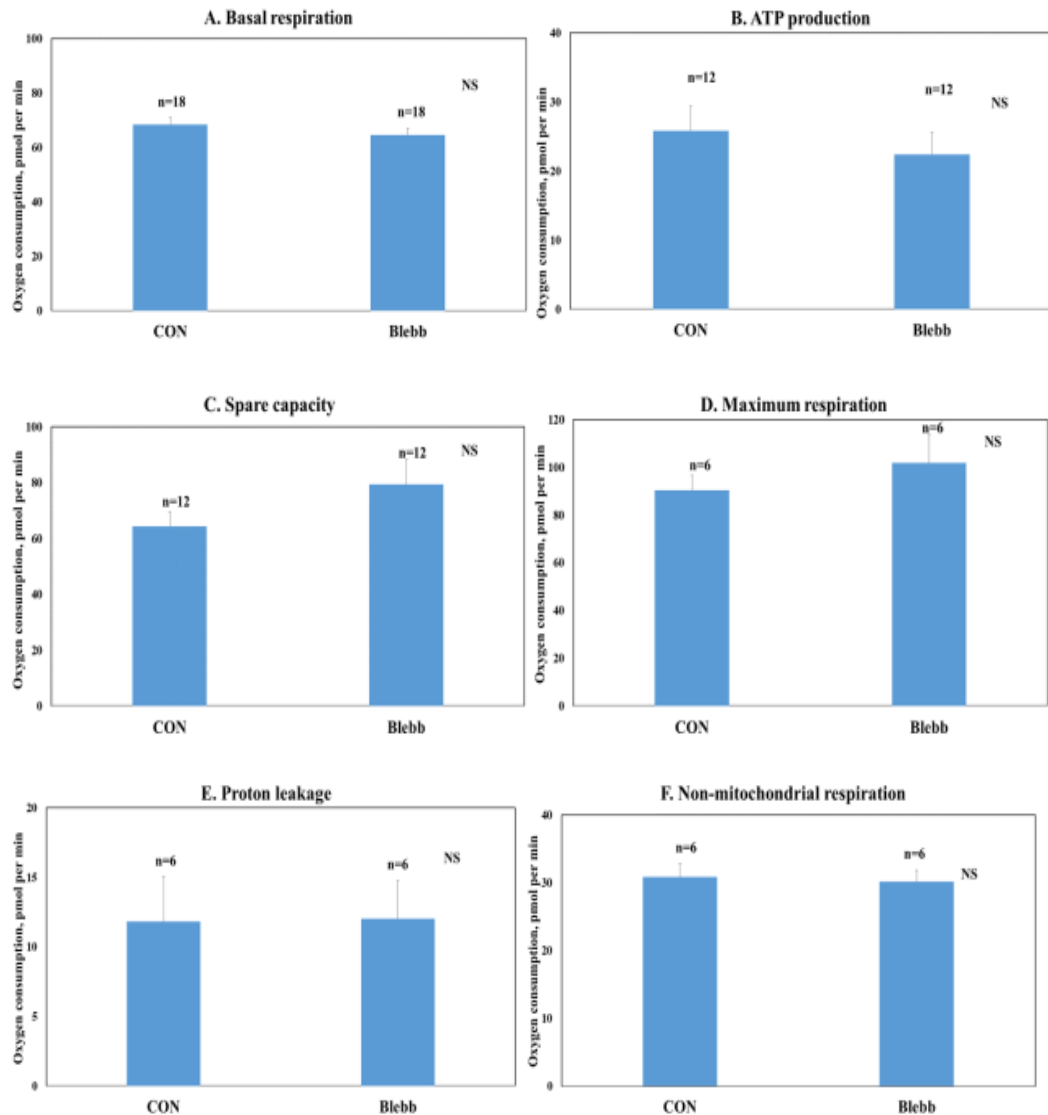 A. Basal respiration
Oxygen consumption, pmol per min
100
80
60
40
20
0
n=18
n=18
NS
CON
Blebb
B. ATP production
Oxygen consumption, pmol per min
40
30
20
10
0
n=12
n=12
NS
CON
Blebb
C. Spare capacity
Oxygen consumption, pmol per min
100
80
60
40
20
0
n=12
n=12
NS
CON
Blebb
D. Maximum respiration
Oxygen consumption, pmol per min
120
100
80
60
40
20
0
n=6
n=6
NS
CON
Blebb
E. Proton leakage
Oxygen consumption, pmol per min
20
15
10
5
0
n=6
n=6
NS
CON
Blebb
F. Non-mitochondrial respiration
Oxygen consumption, pmol per min
40
30
20
10
0
n=6
n=6
NS
CON
Blebb